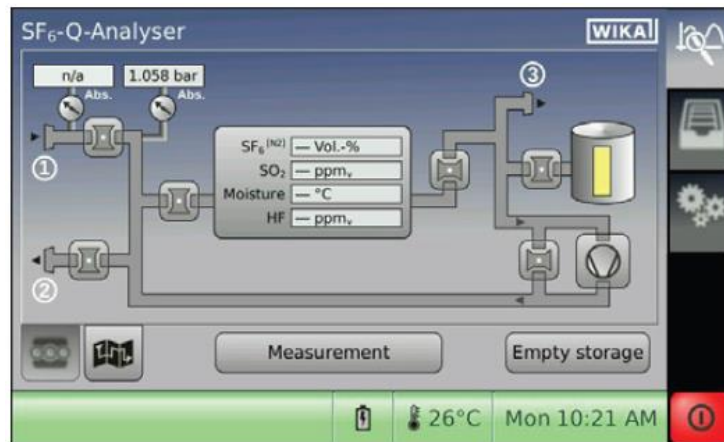 SF₆-Q-Analyser
WIKA
n/a
1.058 bar
Abs.
Abs.
③
①
SF₆ (N2) — Vol.-%
SO₂ — ppmᵥ
Moisture — °C
HF — ppmᵥ
②
Measurement
Empty storage
26°C
Mon 10:21 AM